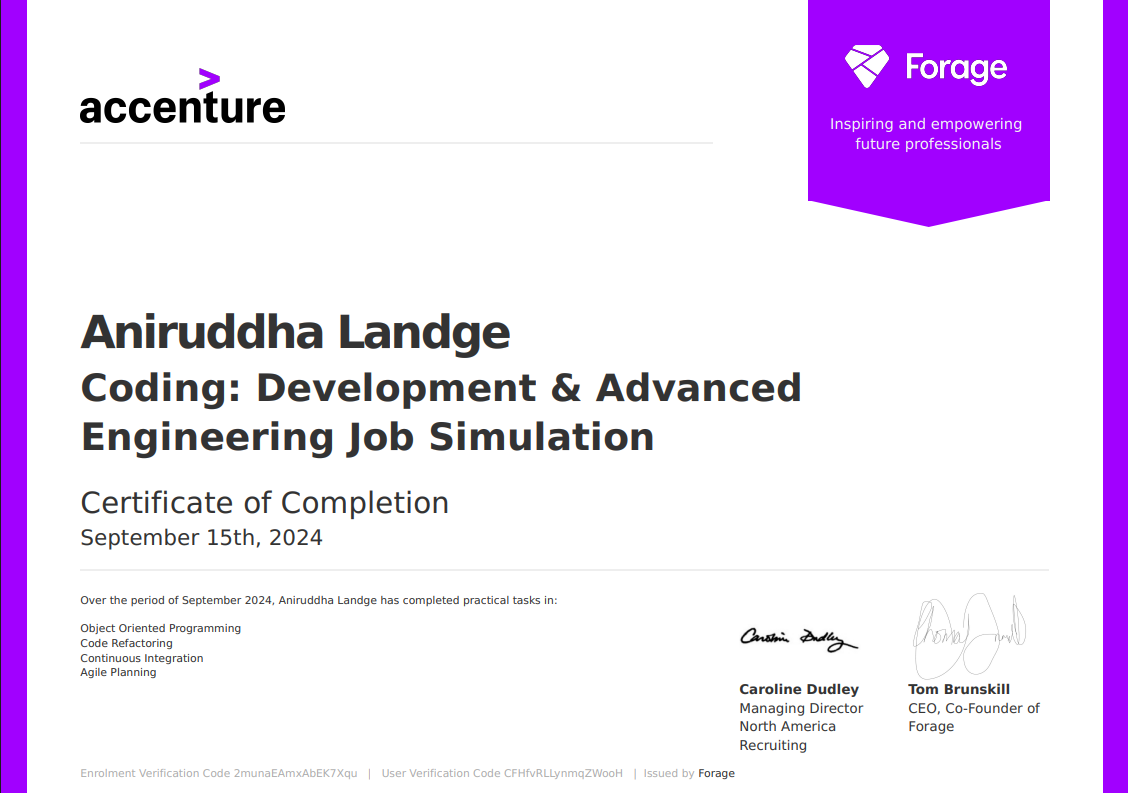 accenture
Forage
Inspiring and empowering
future professionals
Aniruddha Landge
Coding: Development & Advanced
Engineering Job Simulation
Certificate of Completion
September 15th, 2024
Over the period of September 2024, Aniruddha Landge has completed practical tasks in:
Object Oriented Programming
Code Refactoring
Continuous Integration
Agile Planning
Caroline Dudley
Caroline Dudley
Managing Director
North America
Recruiting
Tom Brunskill
CEO, Co-Founder of
Forage
Enrolment Verification Code 2munaEAmxAbEK7Xqu | User Verification Code CFHfvRLLynmqZWooH | Issued by Forage